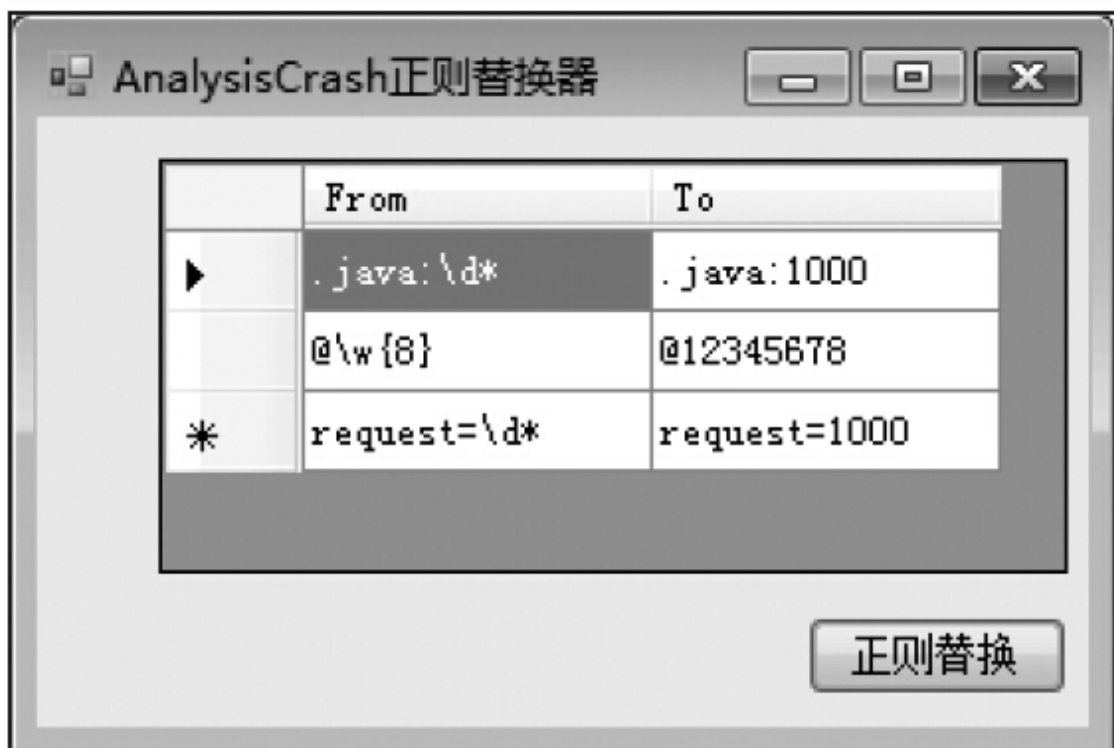 AnalysisCrash正则替换器
From To
.java:\d* .java:1000
@\w{8} @12345678
request=\d* request=1000
正则替换